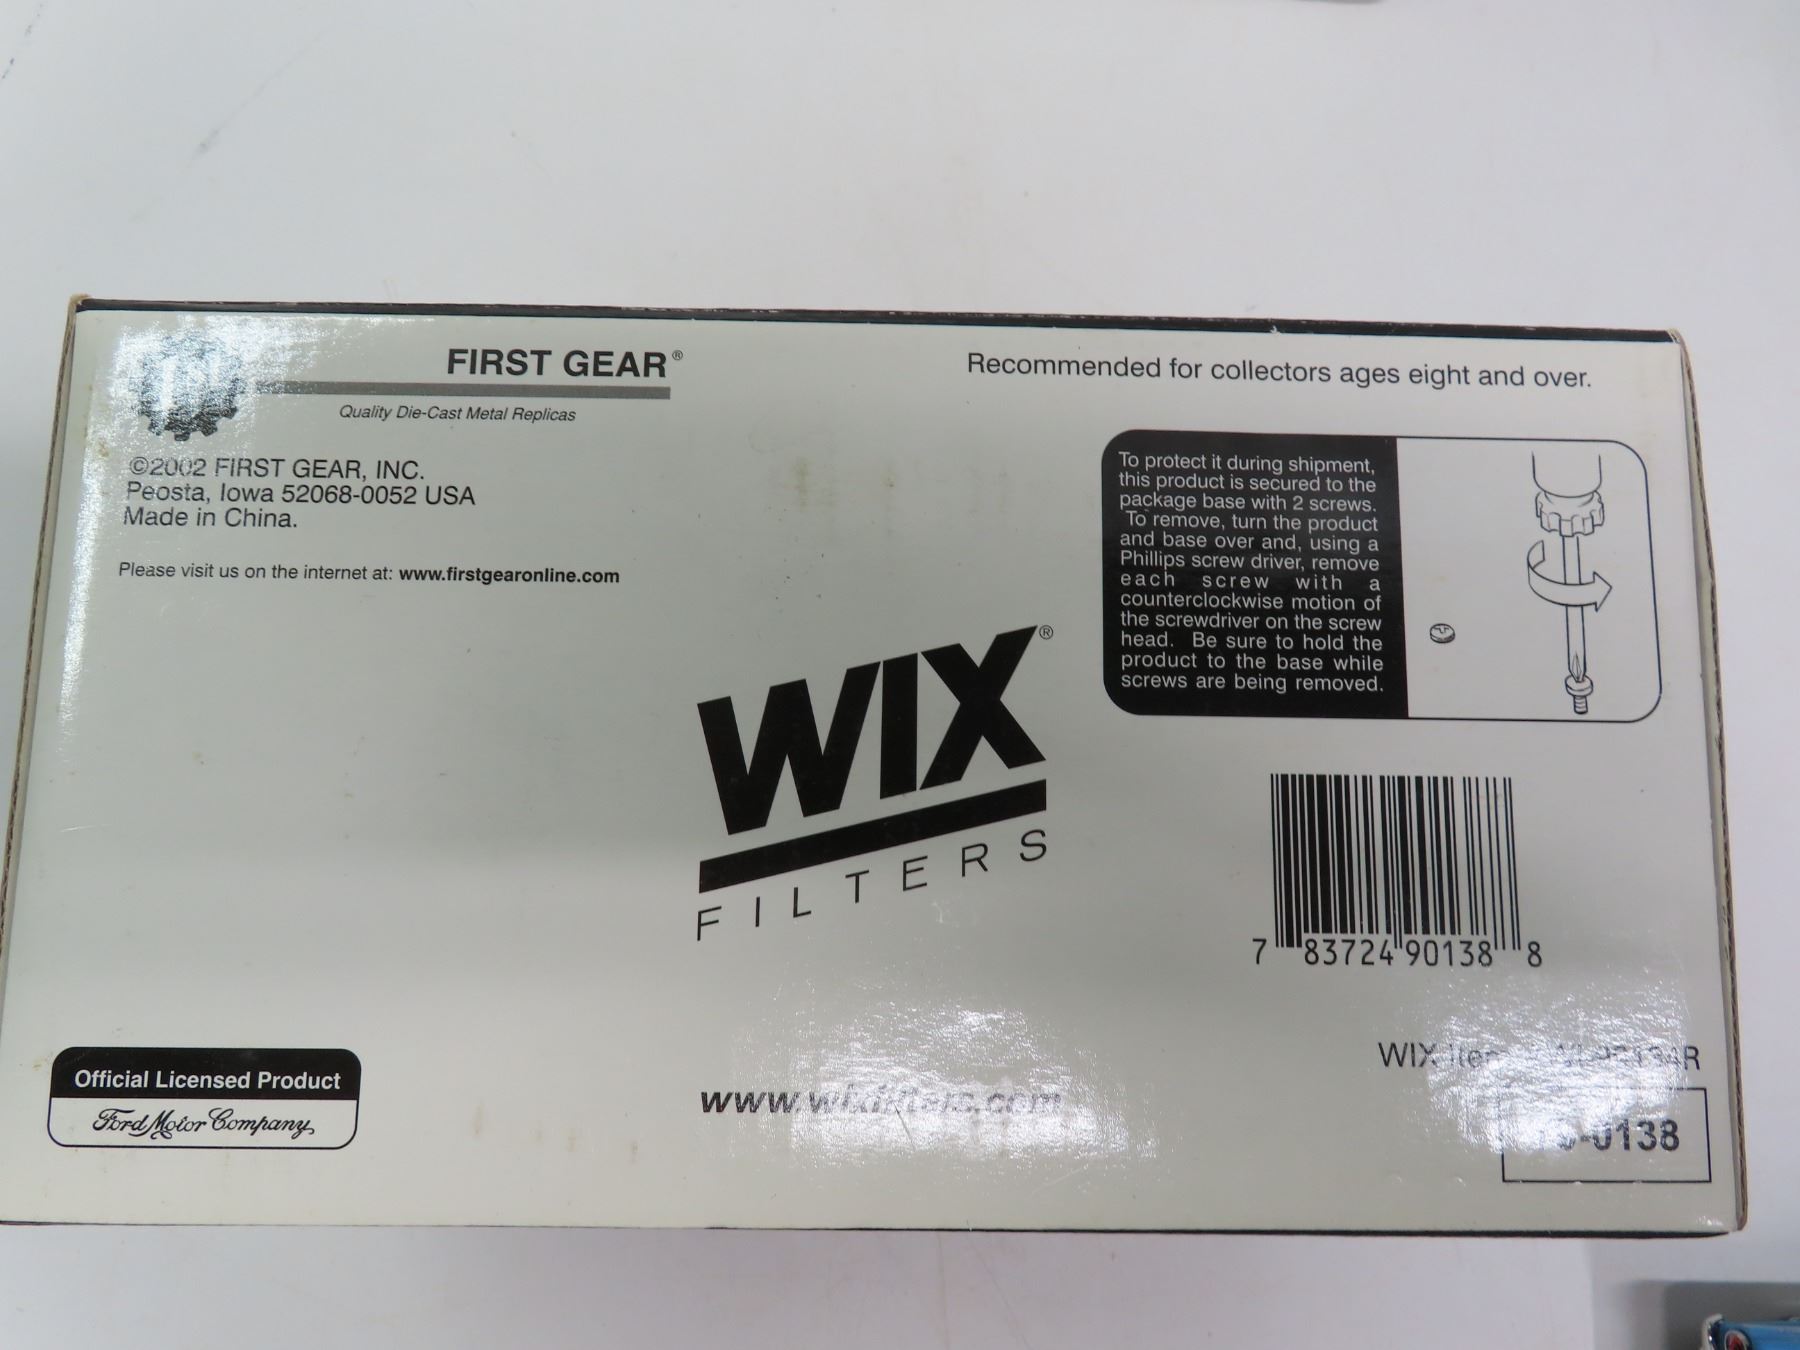 FIRST GEAR®
Quality Die-Cast Metal Replicas
©2002 FIRST GEAR, INC.
Peosta, Iowa 52068-0052 USA
Made in China.
Please visit us on the internet at: www.firstgearonline.com
Recommended for collectors ages eight and over.
To protect it during shipment,
this product is secured to the
package base with 2 screws.
To remove, turn the product
and base over and, using a
Phillips screw driver, remove
each screw with a
counterclockwise motion of
the screwdriver on the screw
head. Be sure to hold the
product to the base while
screws are being removed.
WIX®
FILTERS
7 83724 90138 8
Official Licensed Product
Ford Motor Company
www.wixfilters.com
WIX